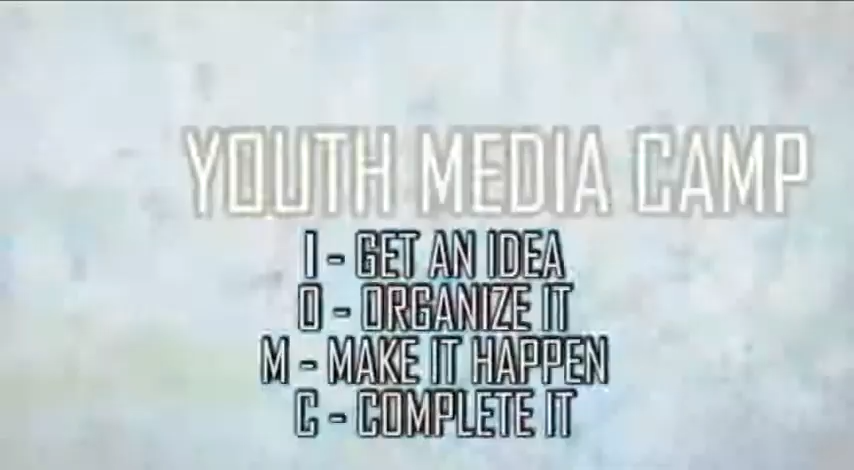 YOUTH MEDIA CAMP
I - GET AN IDEA
O - ORGANIZE IT
M - MAKE IT HAPPEN
C - COMPLETE IT